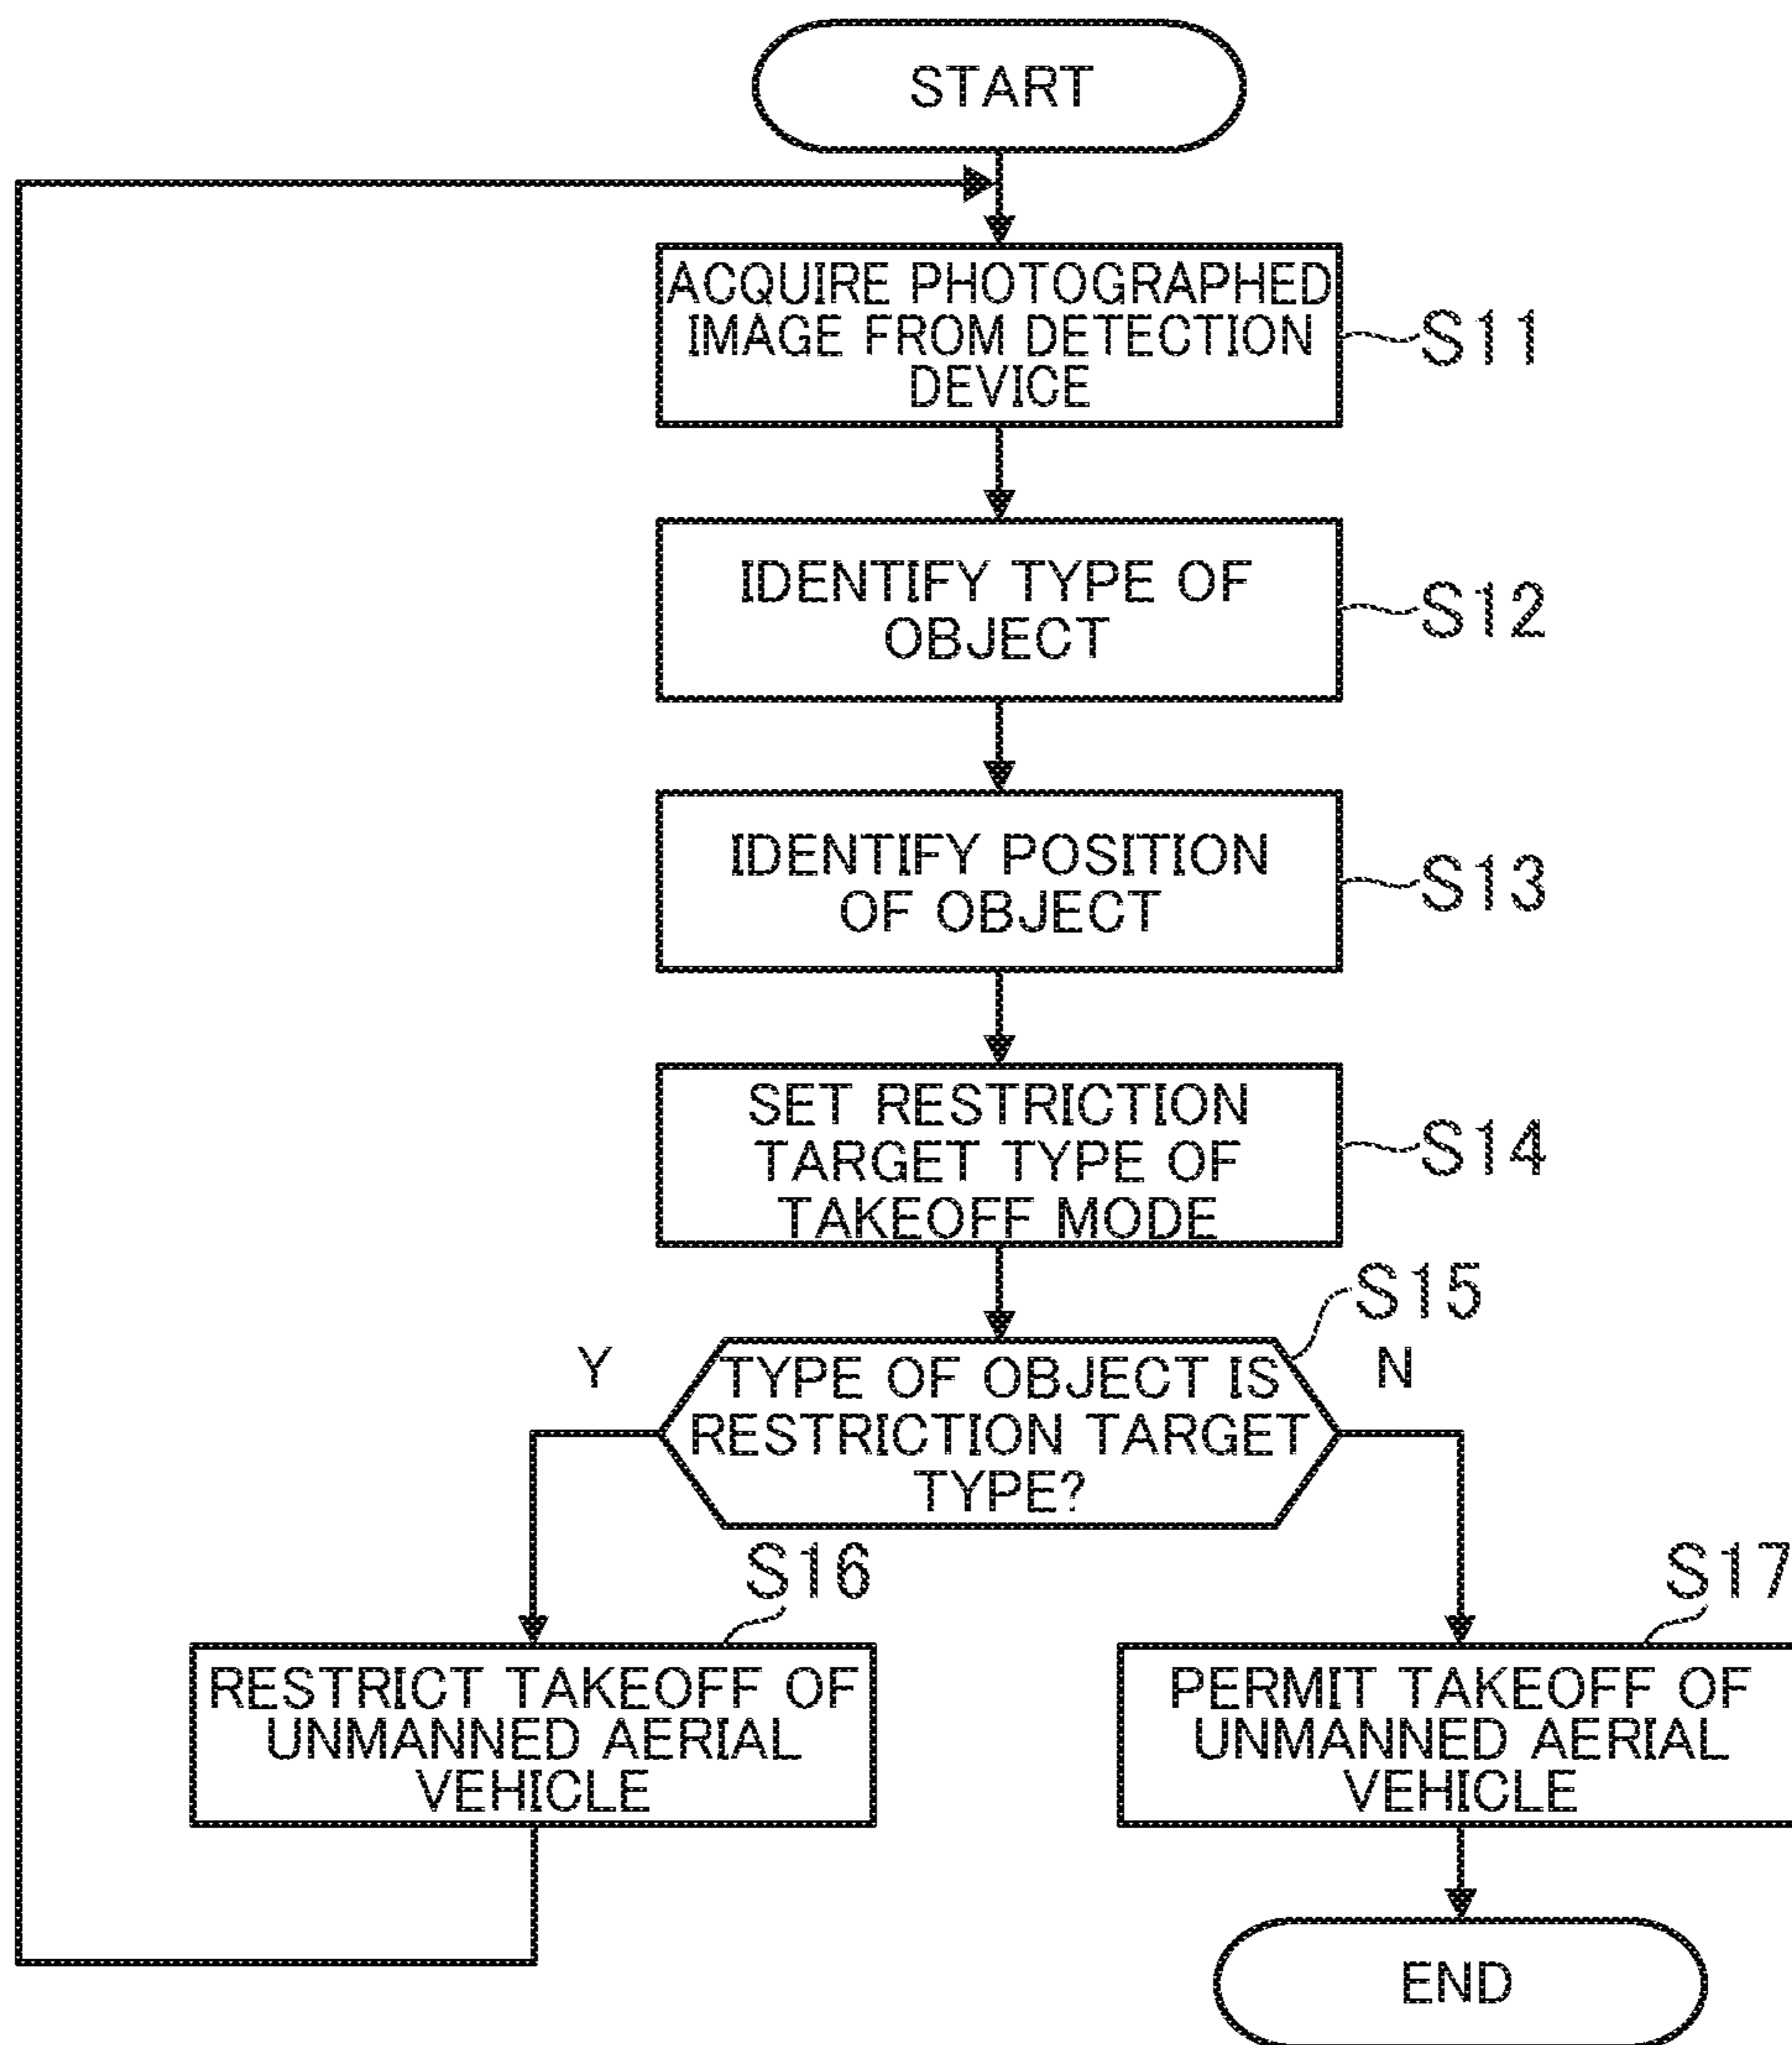 START
ACQUIRE PHOTOGRAPHED
IMAGE FROM DETECTION
DEVICE
S11
IDENTIFY TYPE OF
OBJECT
S12
IDENTIFY POSITION
OF OBJECT
S13
SET RESTRICTION
TARGET TYPE OF
TAKEOFF MODE
S14
S15
Y
TYPE OF OBJECT IS
RESTRICTION TARGET
TYPE?
N
S16
RESTRICT TAKEOFF OF
UNMANNED AERIAL
VEHICLE
S17
PERMIT TAKEOFF OF
UNMANNED AERIAL
VEHICLE
END